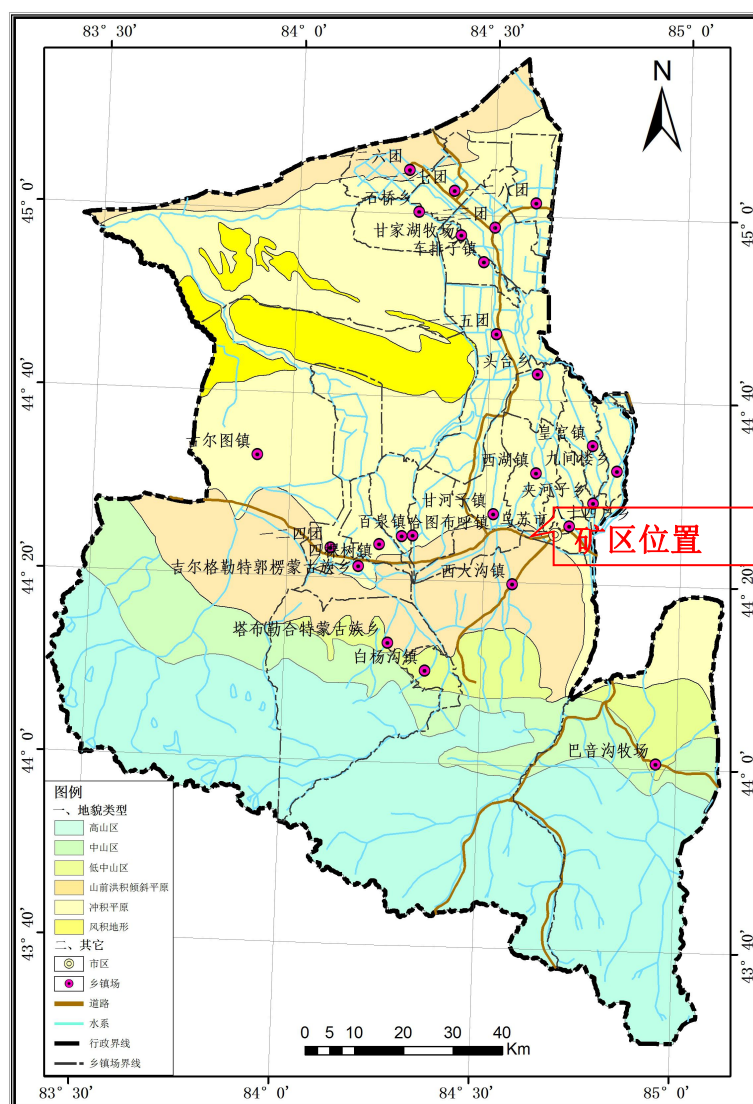 83° 30′
84° 0′
84° 30′
85° 0′
N
45° 0′
45° 0′
二六团
二七团
二八团
石桥乡
团
甘家湖牧场
车排子镇
二五团
44° 40′
44° 40′
头台乡
古尔图镇
皇宫镇
西湖镇
九间楼乡
夹河子乡
甘河子镇
百泉镇
哈图布呼镇
乌苏市
矿区位置
二四团
四棵树镇
44° 20′
44° 20′
吉尔格勒特郭楞蒙古族乡
西大沟镇
塔布勒合特蒙古族乡
白杨沟镇
巴音沟牧场
44° 0′
44° 0′
图例
一、地貌类型
高山区
中山区
低中山区
山前洪积倾斜平原
冲积平原
风积地形
二、其它
市区
乡镇场
道路
水系
行政界线
乡镇场界线
43° 40′
43° 40′
0 5 10 20 30 40
Km
83° 30′
84° 0′
84° 30′
85° 0′